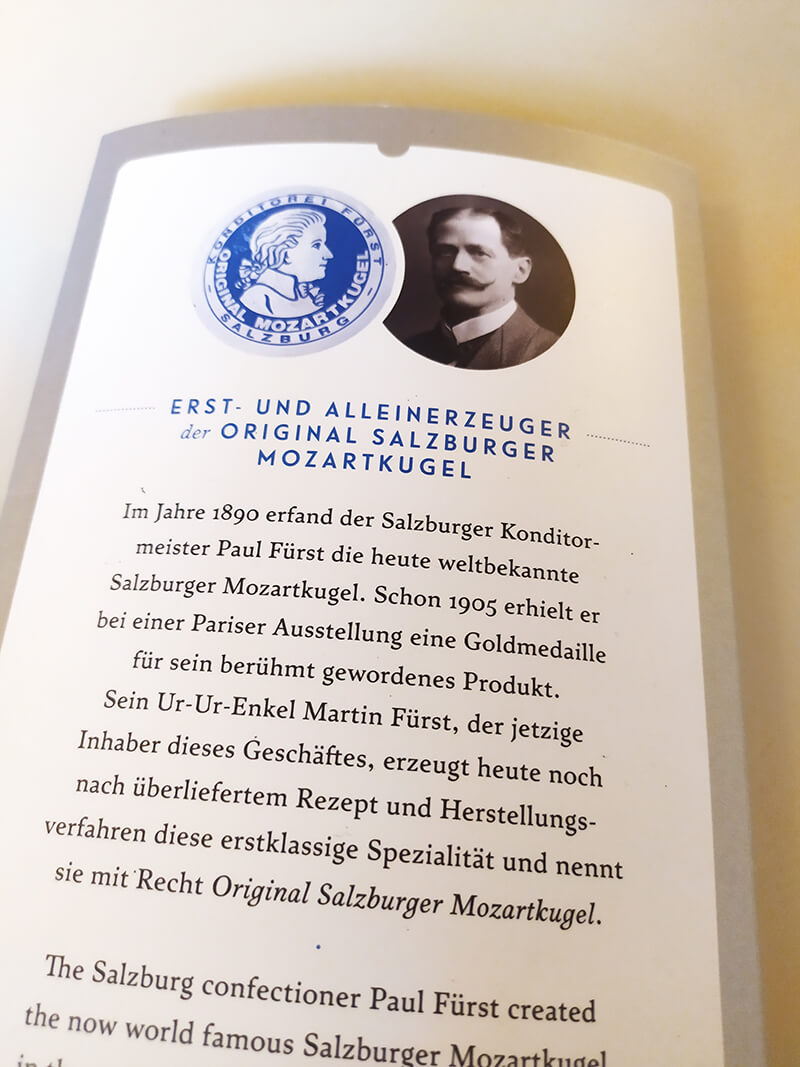 KONDITOREI FÜRST
ORIGINAL MOZARTKUGEL
SALZBURG
ERST- UND ALLEINERZEUGER
der ORIGINAL SALZBURGER
MOZARTKUGEL
Im Jahre 1890 erfand der Salzburger Konditor-
meister Paul Fürst die heute weltbekannte
Salzburger Mozartkugel. Schon 1905 erhielt er
bei einer Pariser Ausstellung eine Goldmedaille
für sein berühmt gewordenes Produkt.
Sein Ur-Ur-Enkel Martin Fürst, der jetzige
Inhaber dieses Geschäftes, erzeugt heute noch
nach überliefertem Rezept und Herstellungs-
verfahren diese erstklassige Spezialität und nennt
sie mit Recht Original Salzburger Mozartkugel.
The Salzburg confectioner Paul Fürst created
the now world famous Salzburger Mozartkugel
in